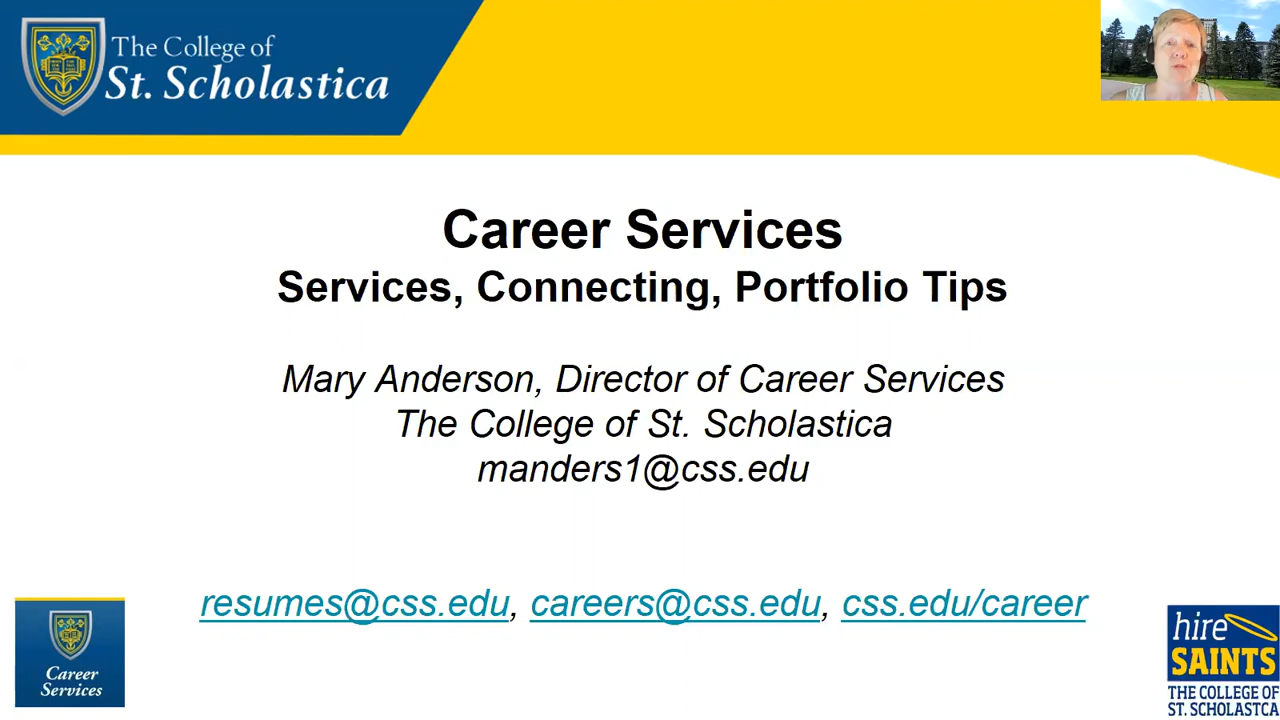 The College of
St. Scholastica
Career Services
Services, Connecting, Portfolio Tips
Mary Anderson, Director of Career Services
The College of St. Scholastica
manders1@css.edu
resumes@css.edu, careers@css.edu, css.edu/career
Career
Services
hire
SAINTS
THE COLLEGE OF
ST. SCHOLASTCA